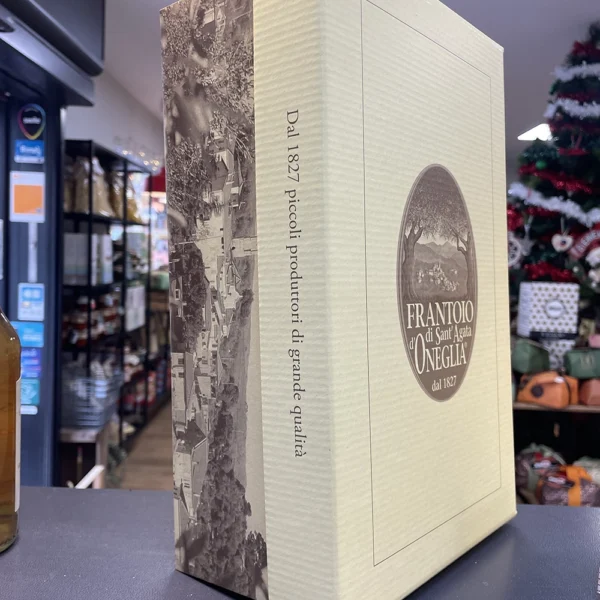 Dal 1827 piccoli produttori di grande qualità
FRANTOIO
di Sant'Agata
d'ONEGLIA®
dal 1827